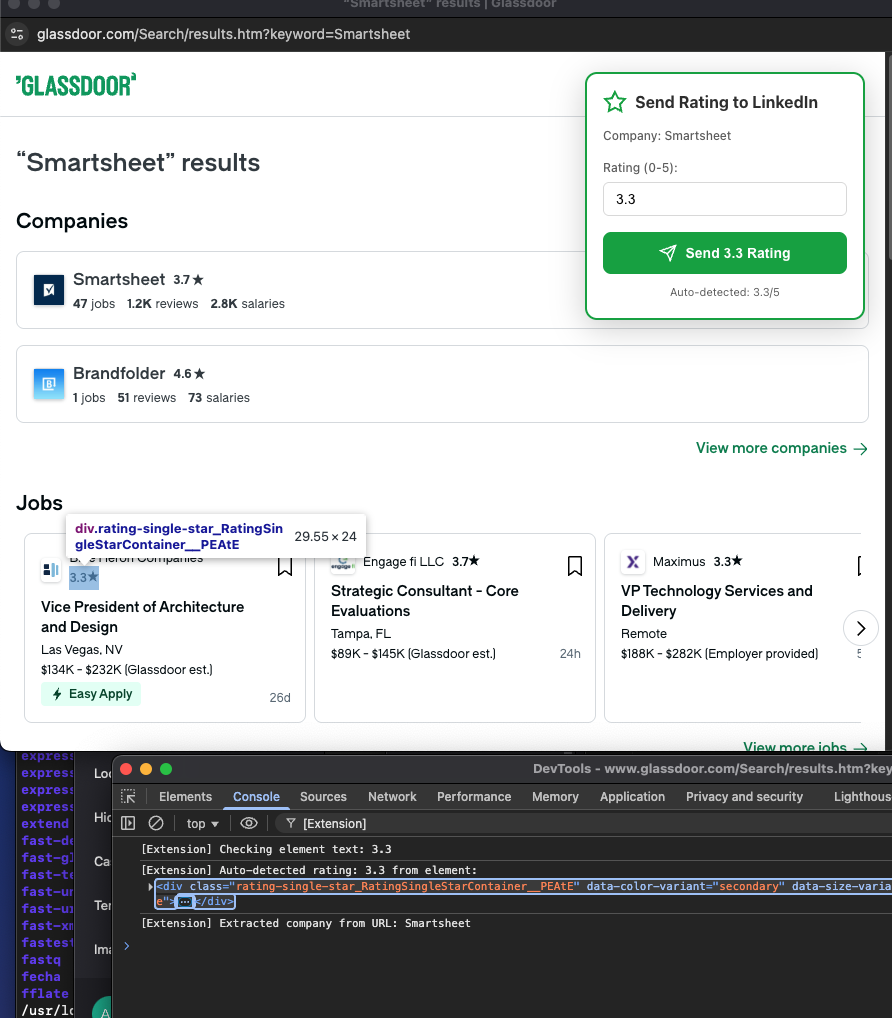 "Smartsheet" results | Glassdoor
glassdoor.com/Search/results.htm?keyword=Smartsheet
GLASSDOOR
Send Rating to LinkedIn
Company: Smartsheet
Rating (0-5):
3.3
Send 3.3 Rating
Auto-detected: 3.3/5
“Smartsheet” results
Companies
Smartsheet 3.7★
47 jobs 1.2K reviews 2.8K salaries
Brandfolder 4.6★
1 jobs 51 reviews 73 salaries
View more companies →
Jobs
div.rating-single-star_RatingSin
gleStarContainer__PEAtE 29.55 × 24
Companies
3.3★
Vice President of Architecture
and Design
Las Vegas, NV
$134K - $232K (Glassdoor est.)
Easy Apply
26d
Engage fi LLC 3.7★
Strategic Consultant - Core
Evaluations
Tampa, FL
$89K - $145K (Glassdoor est.)
24h
Maximus 3.3★
VP Technology Services and
Delivery
Remote
$188K - $282K (Employer provided)
View more jobs →
express
express
express
express
extend
fast-de
fast-gl
fast-te
fast-un
fast-ur
fast-xm
fastest
fastq
fecha
fflate
/usr/lo
Loc
Hic
Ca
Ter
Ima
A
DevTools - www.glassdoor.com/Search/results.htm?key
Elements Console Sources Network Performance Memory Application Privacy and security Lighthous
top ▼ [Extension]
[Extension] Checking element text: 3.3
[Extension] Auto-detected rating: 3.3 from element:
<div class="rating-single-star_RatingSingleStarContainer__PEAtE" data-color-variant="secondary" data-size-varia
e">…</div>
[Extension] Extracted company from URL: Smartsheet